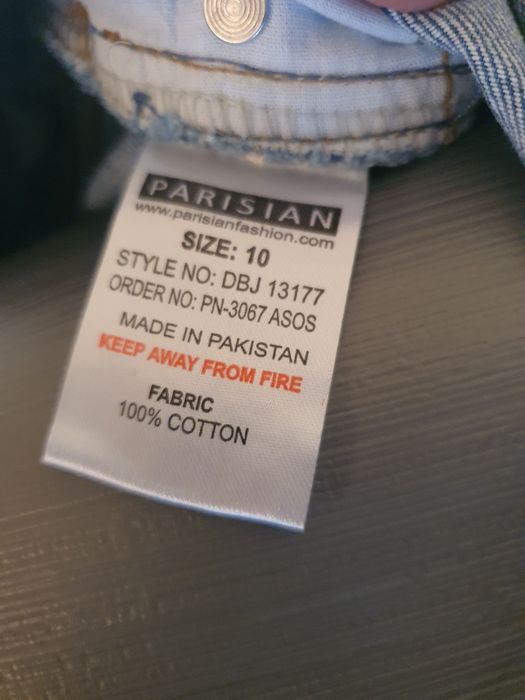 PARISIAN
www.parisianfashion.com
SIZE: 10
STYLE NO: DBJ 13177
ORDER NO: PN-3067 ASOS
MADE IN PAKISTAN
KEEP AWAY FROM FIRE
FABRIC
100% COTTON